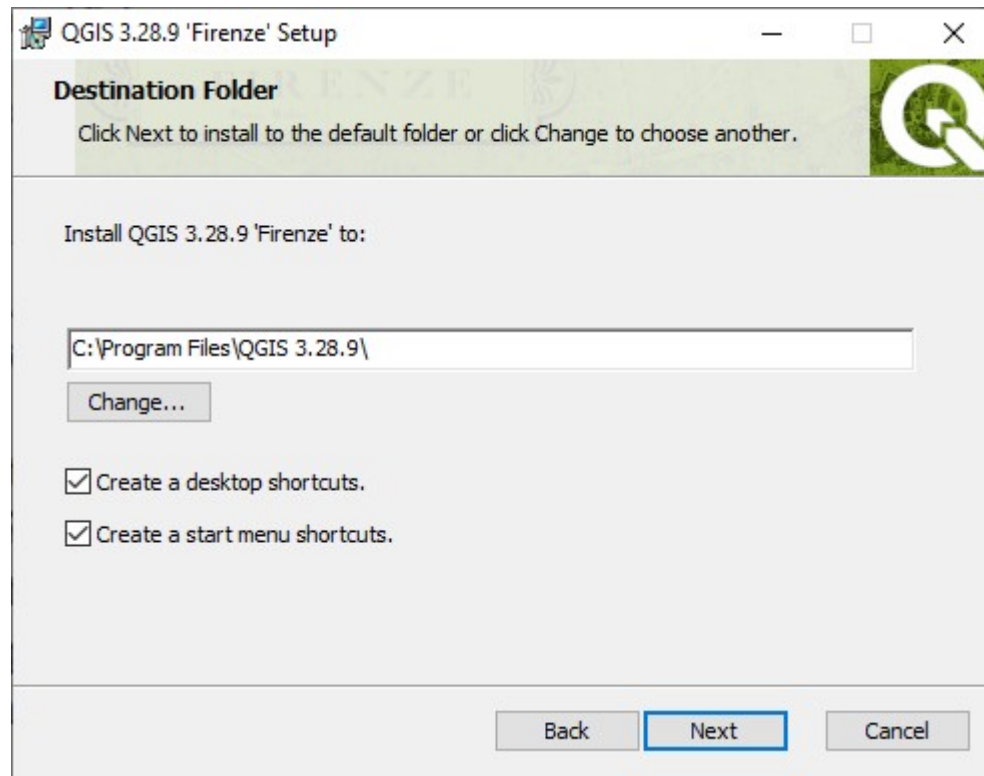 QGIS 3.28.9 'Firenze' Setup
FIRENZE
Destination Folder
Click Next to install to the default folder or click Change to choose another.
Install QGIS 3.28.9 'Firenze' to:
C:\Program Files\QGIS 3.28.9\
Change...
Create a desktop shortcuts.
Create a start menu shortcuts.
Back
Next
Cancel